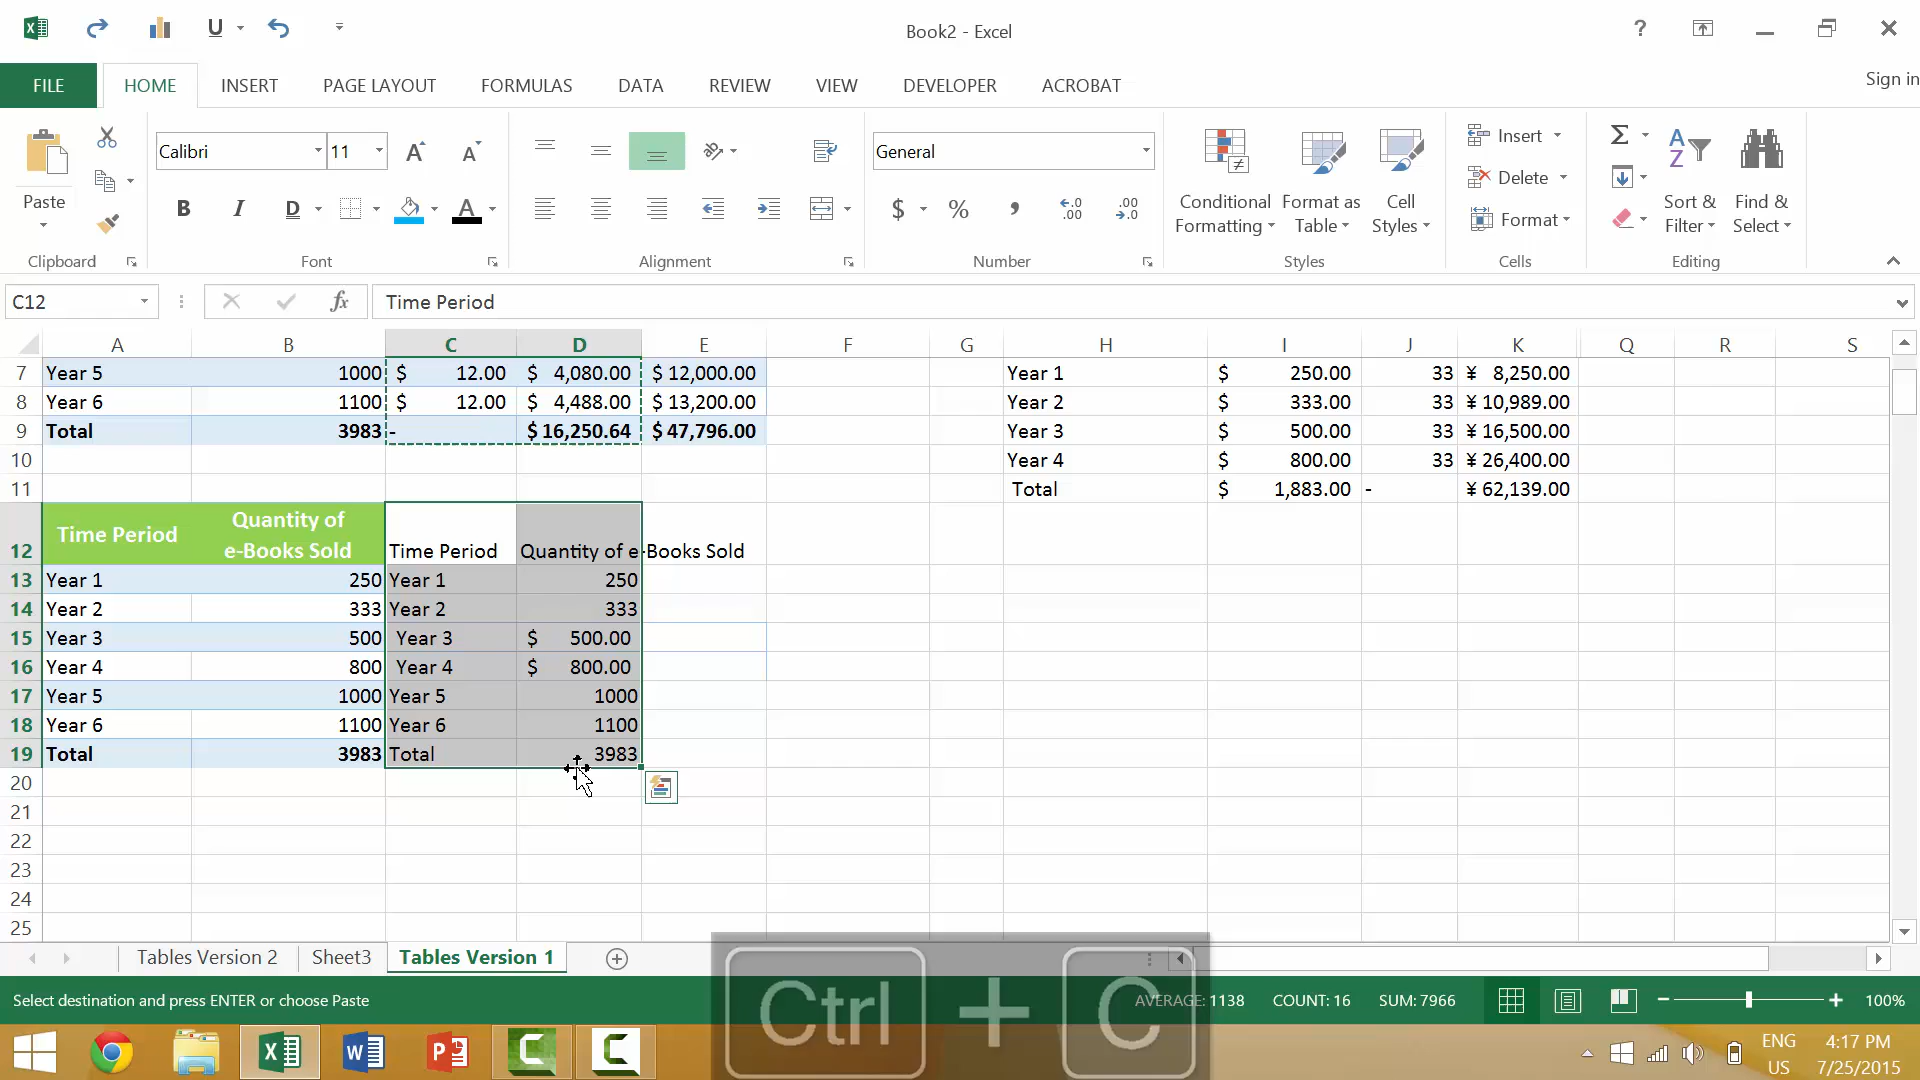 Book2 - Excel
FILE HOME INSERT PAGE LAYOUT FORMULAS DATA REVIEW VIEW DEVELOPER ACROBAT Sign in
Paste
Clipboard
Calibri 11
Font
Alignment
General
Number
Conditional Formatting
Format as Table
Cell Styles
Styles
Insert
Delete
Format
Cells
Sort & Filter
Find & Select
Editing
C12 fx Time Period
A B C D E F G H I J K Q R S
7 Year 5 1000 $ 12.00 $ 4,080.00 $ 12,000.00 Year 1 $ 250.00 33 ¥ 8,250.00
8 Year 6 1100 $ 12.00 $ 4,488.00 $ 13,200.00 Year 2 $ 333.00 33 ¥ 10,989.00
9 Total 3983 - $ 16,250.64 $ 47,796.00 Year 3 $ 500.00 33 ¥ 16,500.00
10 Year 4 $ 800.00 33 ¥ 26,400.00
11 Total $ 1,883.00 - ¥ 62,139.00
12 Time Period Quantity of e-Books Sold Time Period Quantity of e-Books Sold
13 Year 1 250 Year 1 250
14 Year 2 333 Year 2 333
15 Year 3 500 Year 3 $ 500.00
16 Year 4 800 Year 4 $ 800.00
17 Year 5 1000 Year 5 1000
18 Year 6 1100 Year 6 1100
19 Total 3983 Total 3983
20
21
22
23
24
25
Tables Version 2 Sheet3 Tables Version 1
Select destination and press ENTER or choose Paste AVERAGE: 1138 COUNT: 16 SUM: 7966 100%
Ctrl + C
ENG US
4:17 PM
7/25/2015